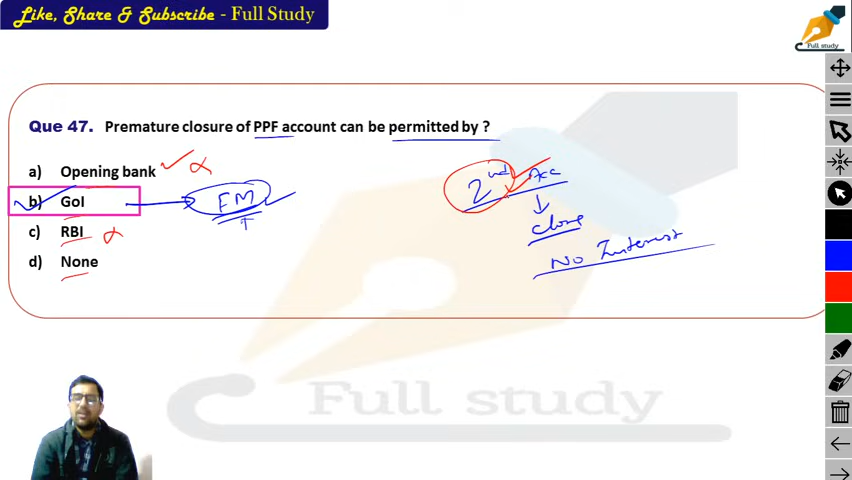 Like, Share & Subscribe - Full Study
Full study
Que 47. Premature closure of PPF account can be permitted by ?
a) Opening bank
b) GoI
FM
c) RBI
d) None
2nd Acc
close
No Interest
Full study